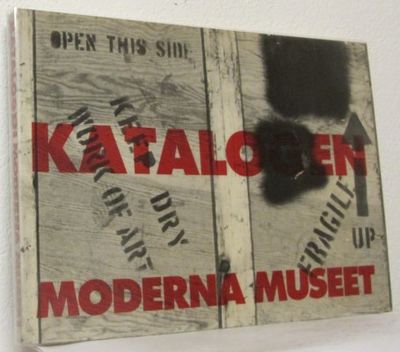 OPEN THIS SIDE
KATALOGEN
KEEP DRY
WORK OF ART
FRAGILE
UP
MODERNA MUSEET